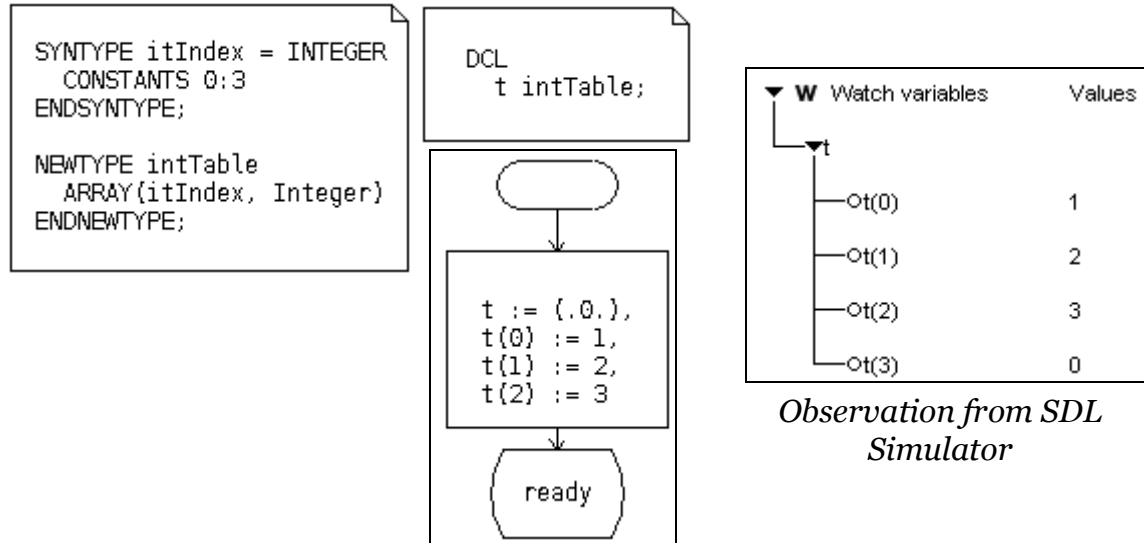 SYNTYPE itIndex = INTEGER
CONSTANTS 0:3
ENDSYNTYPE;
NEWTYPE intTable
ARRAY(itIndex, Integer)
ENDNEWTYPE;
DCL
t intTable;
t := (.0.),
t(0) := 1,
t(1) := 2,
t(2) := 3
ready
W Watch variables Values
t
t(0) 1
t(1) 2
t(2) 3
t(3) 0
Observation from SDL
Simulator